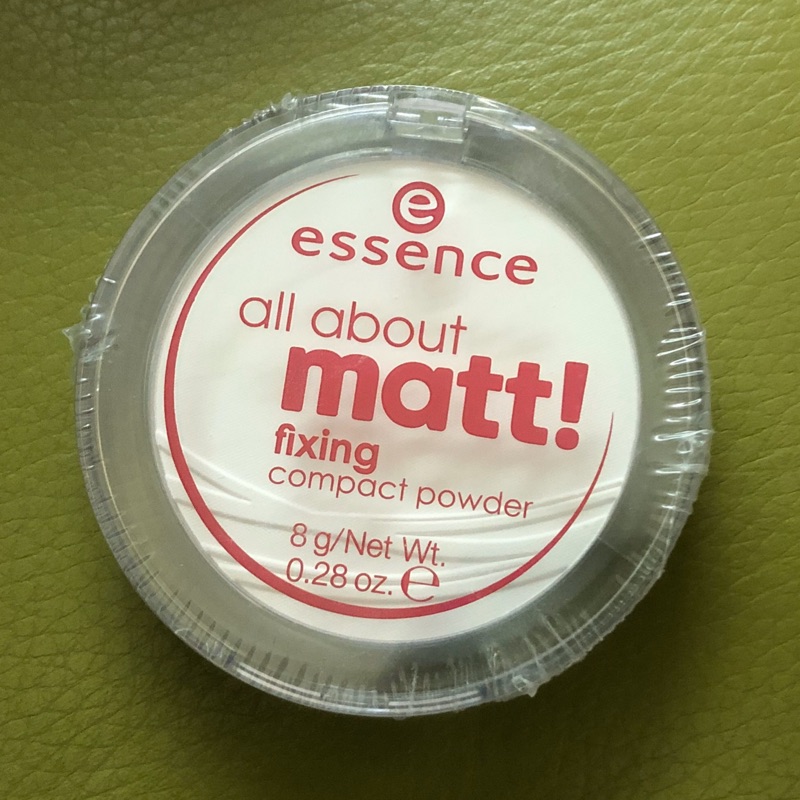 e
essence
all about
matt!
fixing
compact powder
8 g/Net Wt.
0.28 oz. ℮